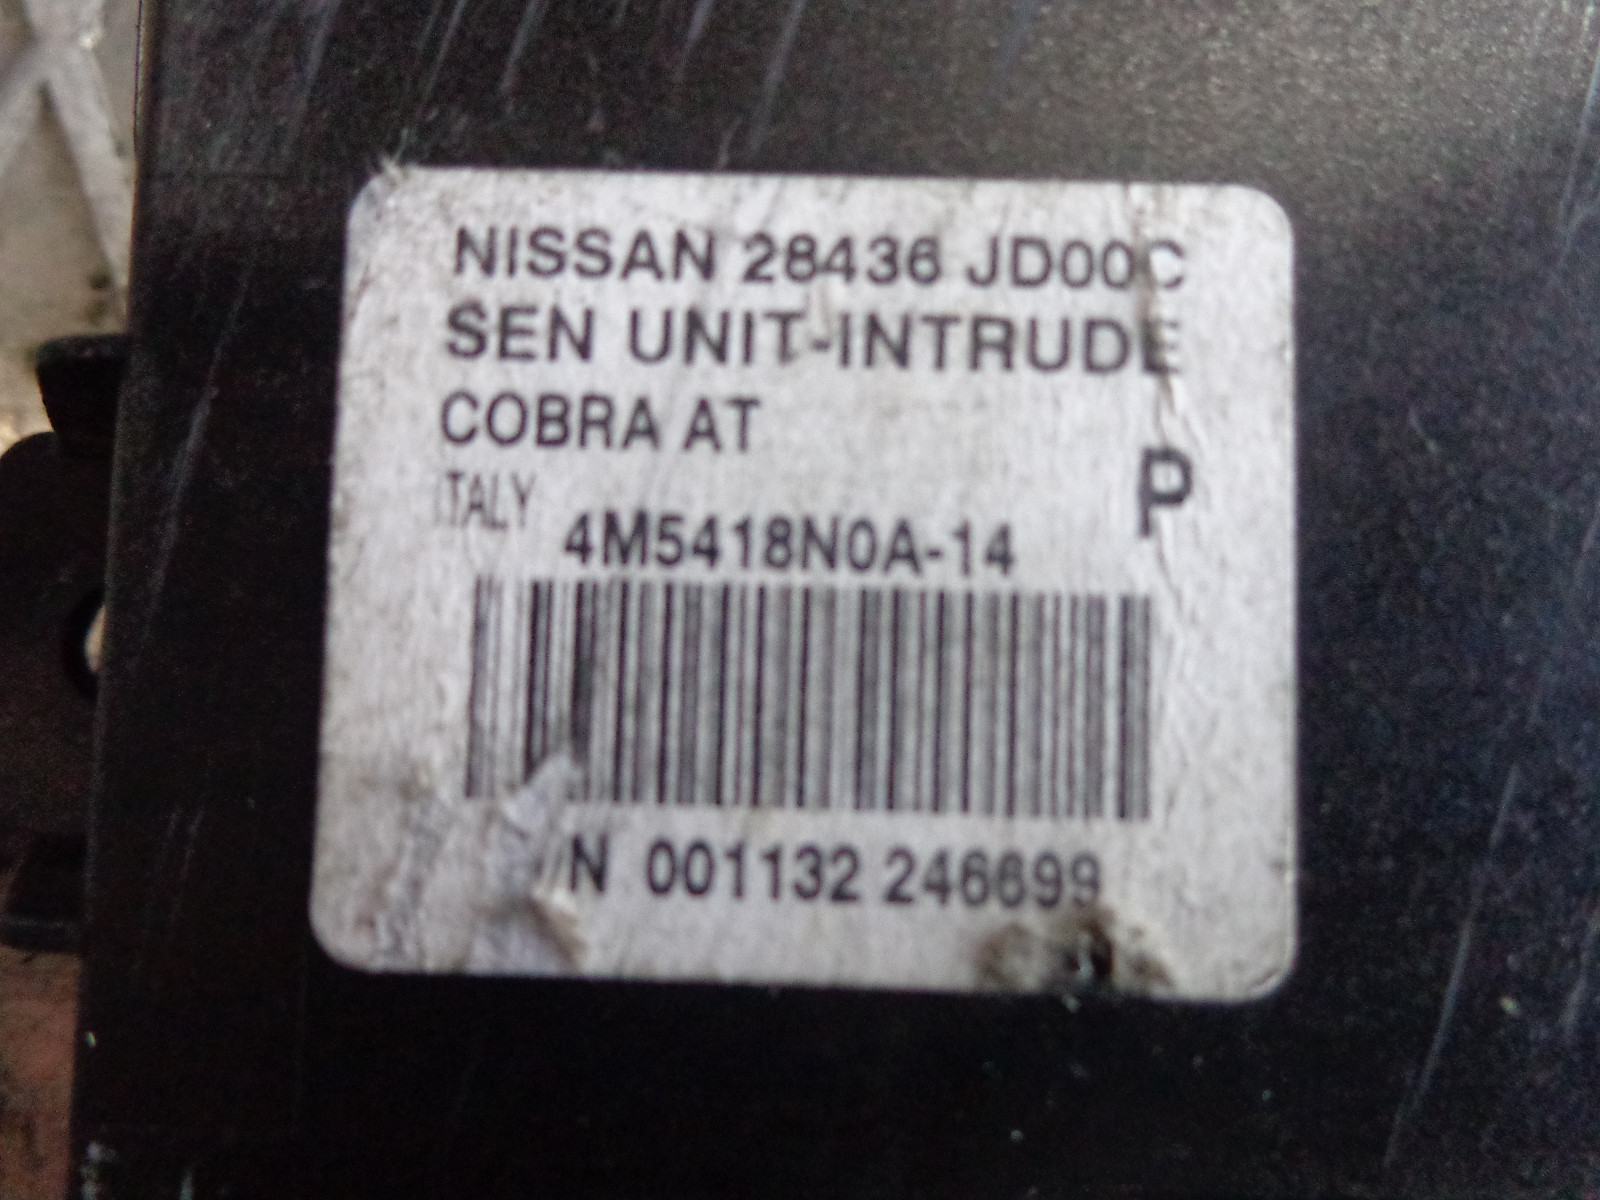 NISSAN 28436 JD00C
SEN UNIT-INTRUDE
COBRA AT
P
ITALY
4M5418N0A-14
N 001132 246699